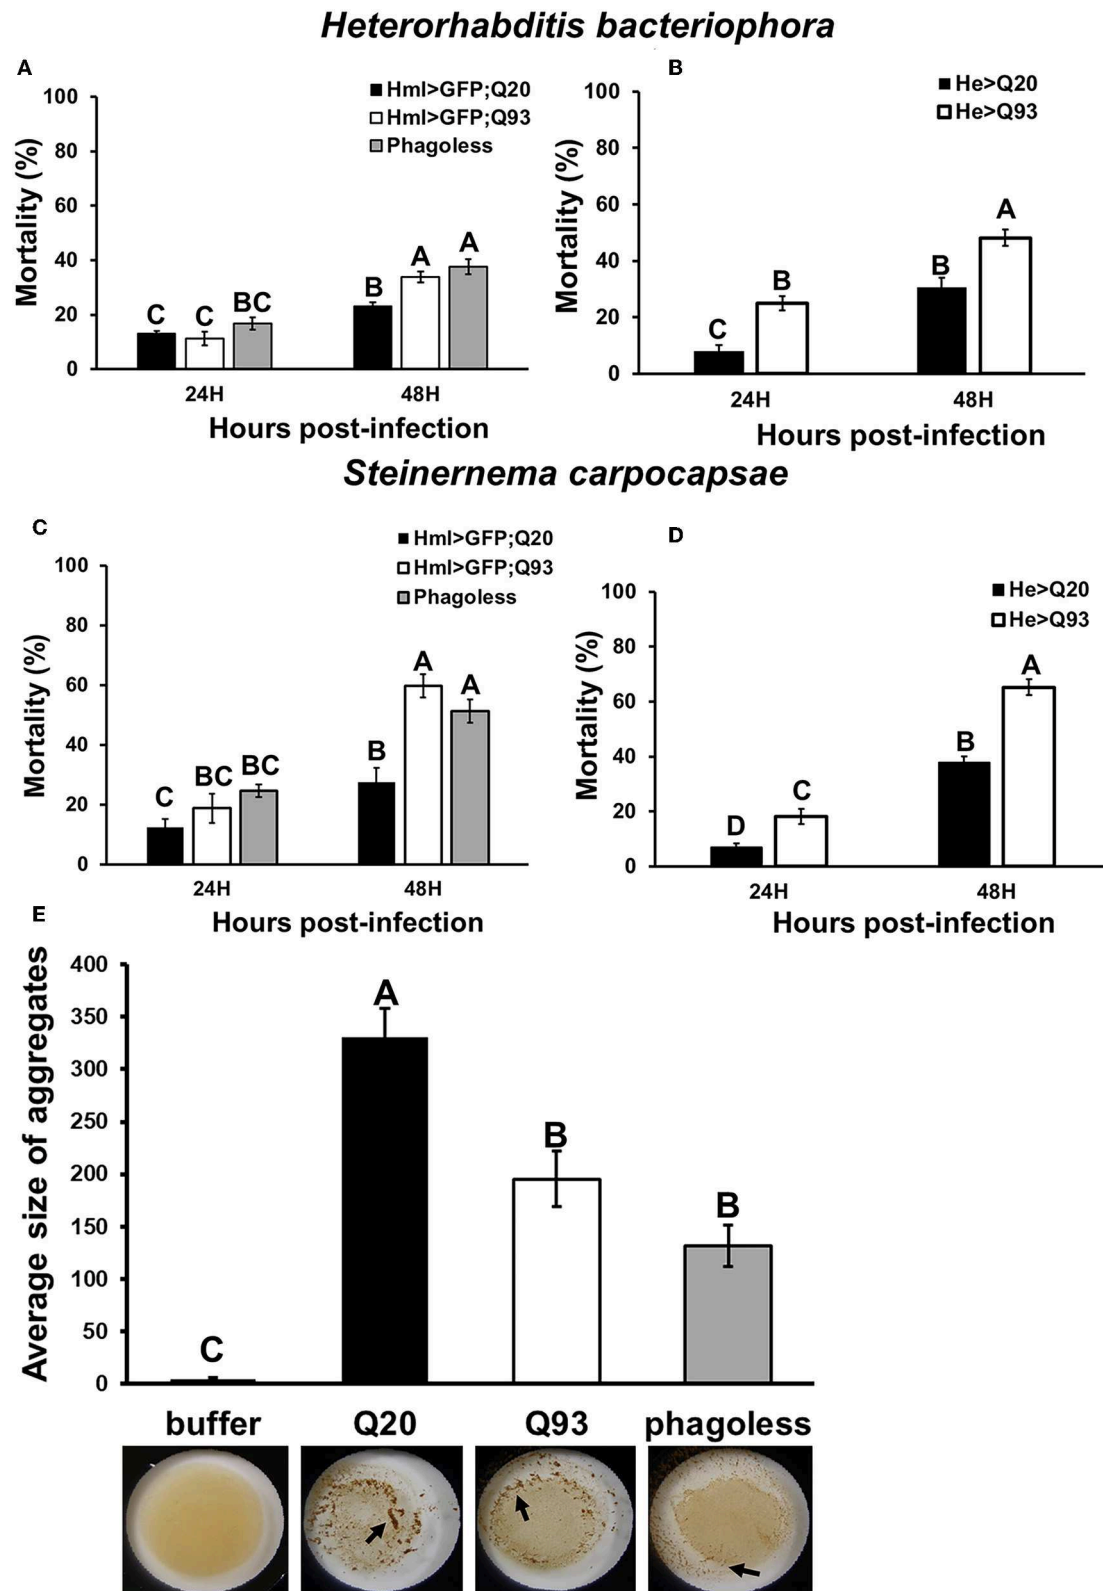 Heterorhabditis bacteriophora
A
Hml>GFP;Q20
Hml>GFP;Q93
Phagoless
Mortality (%)
100
80
60
40
20
0
C
C
BC
B
A
A
24H
48H
Hours post-infection
B
He>Q20
He>Q93
Mortality (%)
100
80
60
40
20
0
C
B
B
A
24H
48H
Hours post-infection
Steinernema carpocapsae
C
Hml>GFP;Q20
Hml>GFP;Q93
Phagoless
Mortality (%)
100
80
60
40
20
0
C
BC
BC
B
A
A
24H
48H
Hours post-infection
D
He>Q20
He>Q93
Mortality (%)
100
80
60
40
20
0
D
C
B
A
24H
48H
Hours post-infection
E
Average size of aggregates
400
350
300
250
200
150
100
50
0
C
A
B
B
buffer
Q20
Q93
phagoless